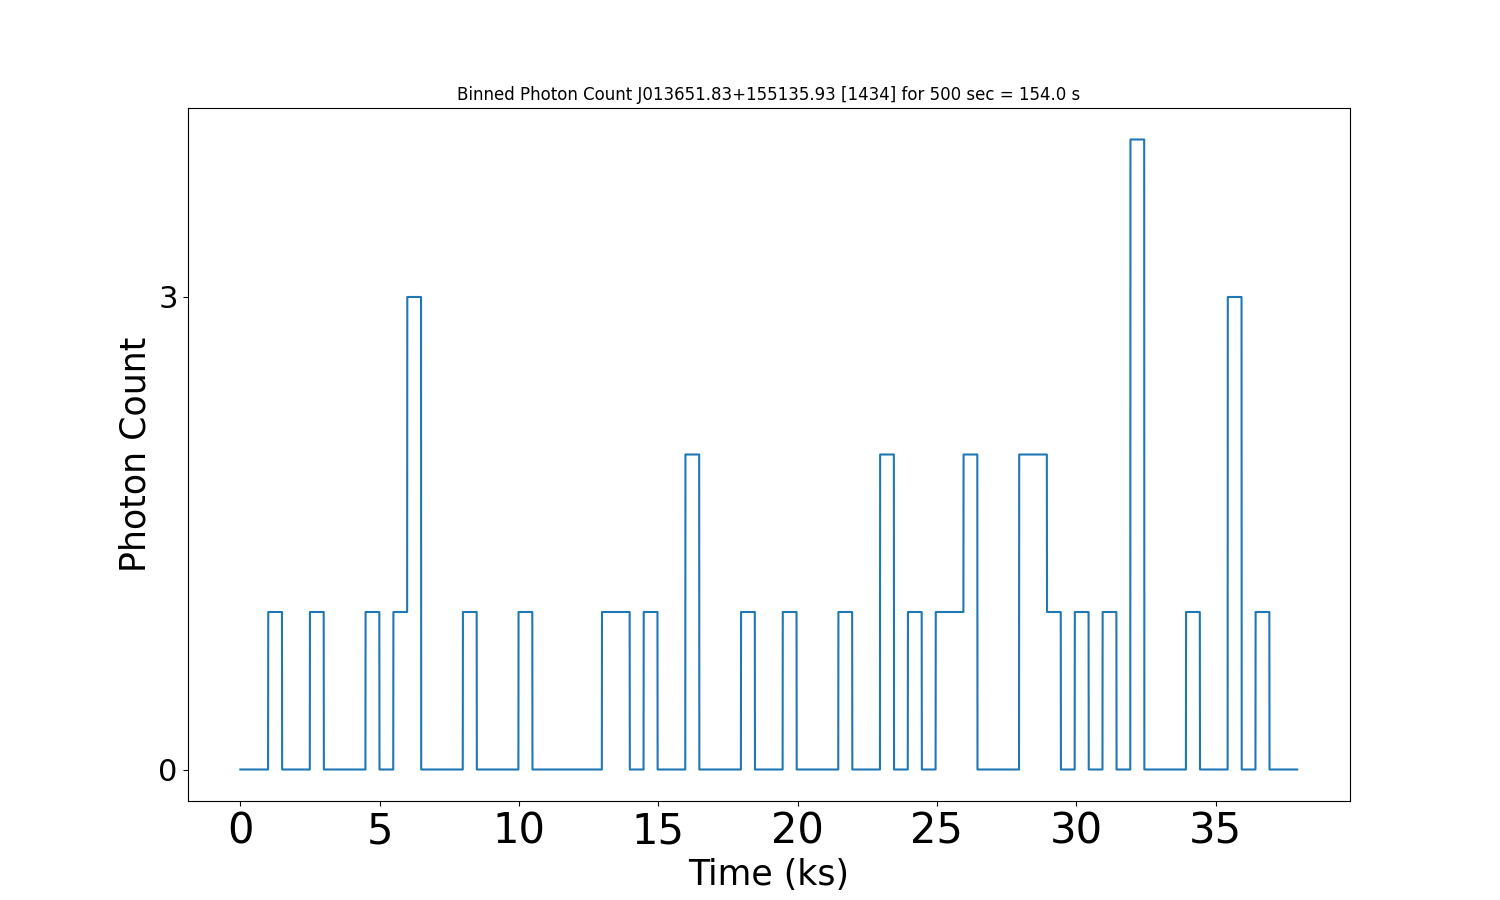 Binned Photon Count J013651.83+155135.93 [1434] for 500 sec = 154.0 s
Photon Count
3
0
0 5 10 15 20 25 30 35
Time (ks)